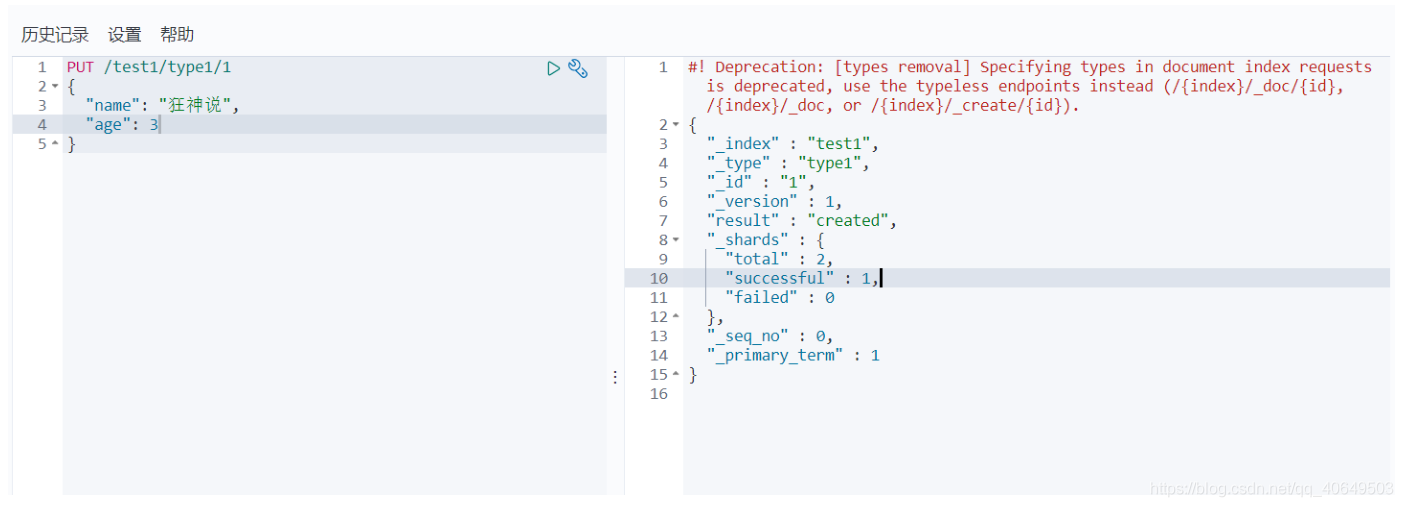 历史记录 设置 帮助
1 PUT /test1/type1/1
2 {
3 "name": "狂神说",
4 "age": 3
5 }
1 #! Deprecation: [types removal] Specifying types in document index requests
is deprecated, use the typeless endpoints instead (/{index}/_doc/{id},
/{index}/_doc, or /{index}/_create/{id}).
2 {
3 "_index" : "test1",
4 "_type" : "type1",
5 "_id" : "1",
6 "_version" : 1,
7 "result" : "created",
8 "_shards" : {
9 "total" : 2,
10 "successful" : 1,
11 "failed" : 0
12 },
13 "_seq_no" : 0,
14 "_primary_term" : 1
15 }
16
https://blog.csdn.net/qq_40649503